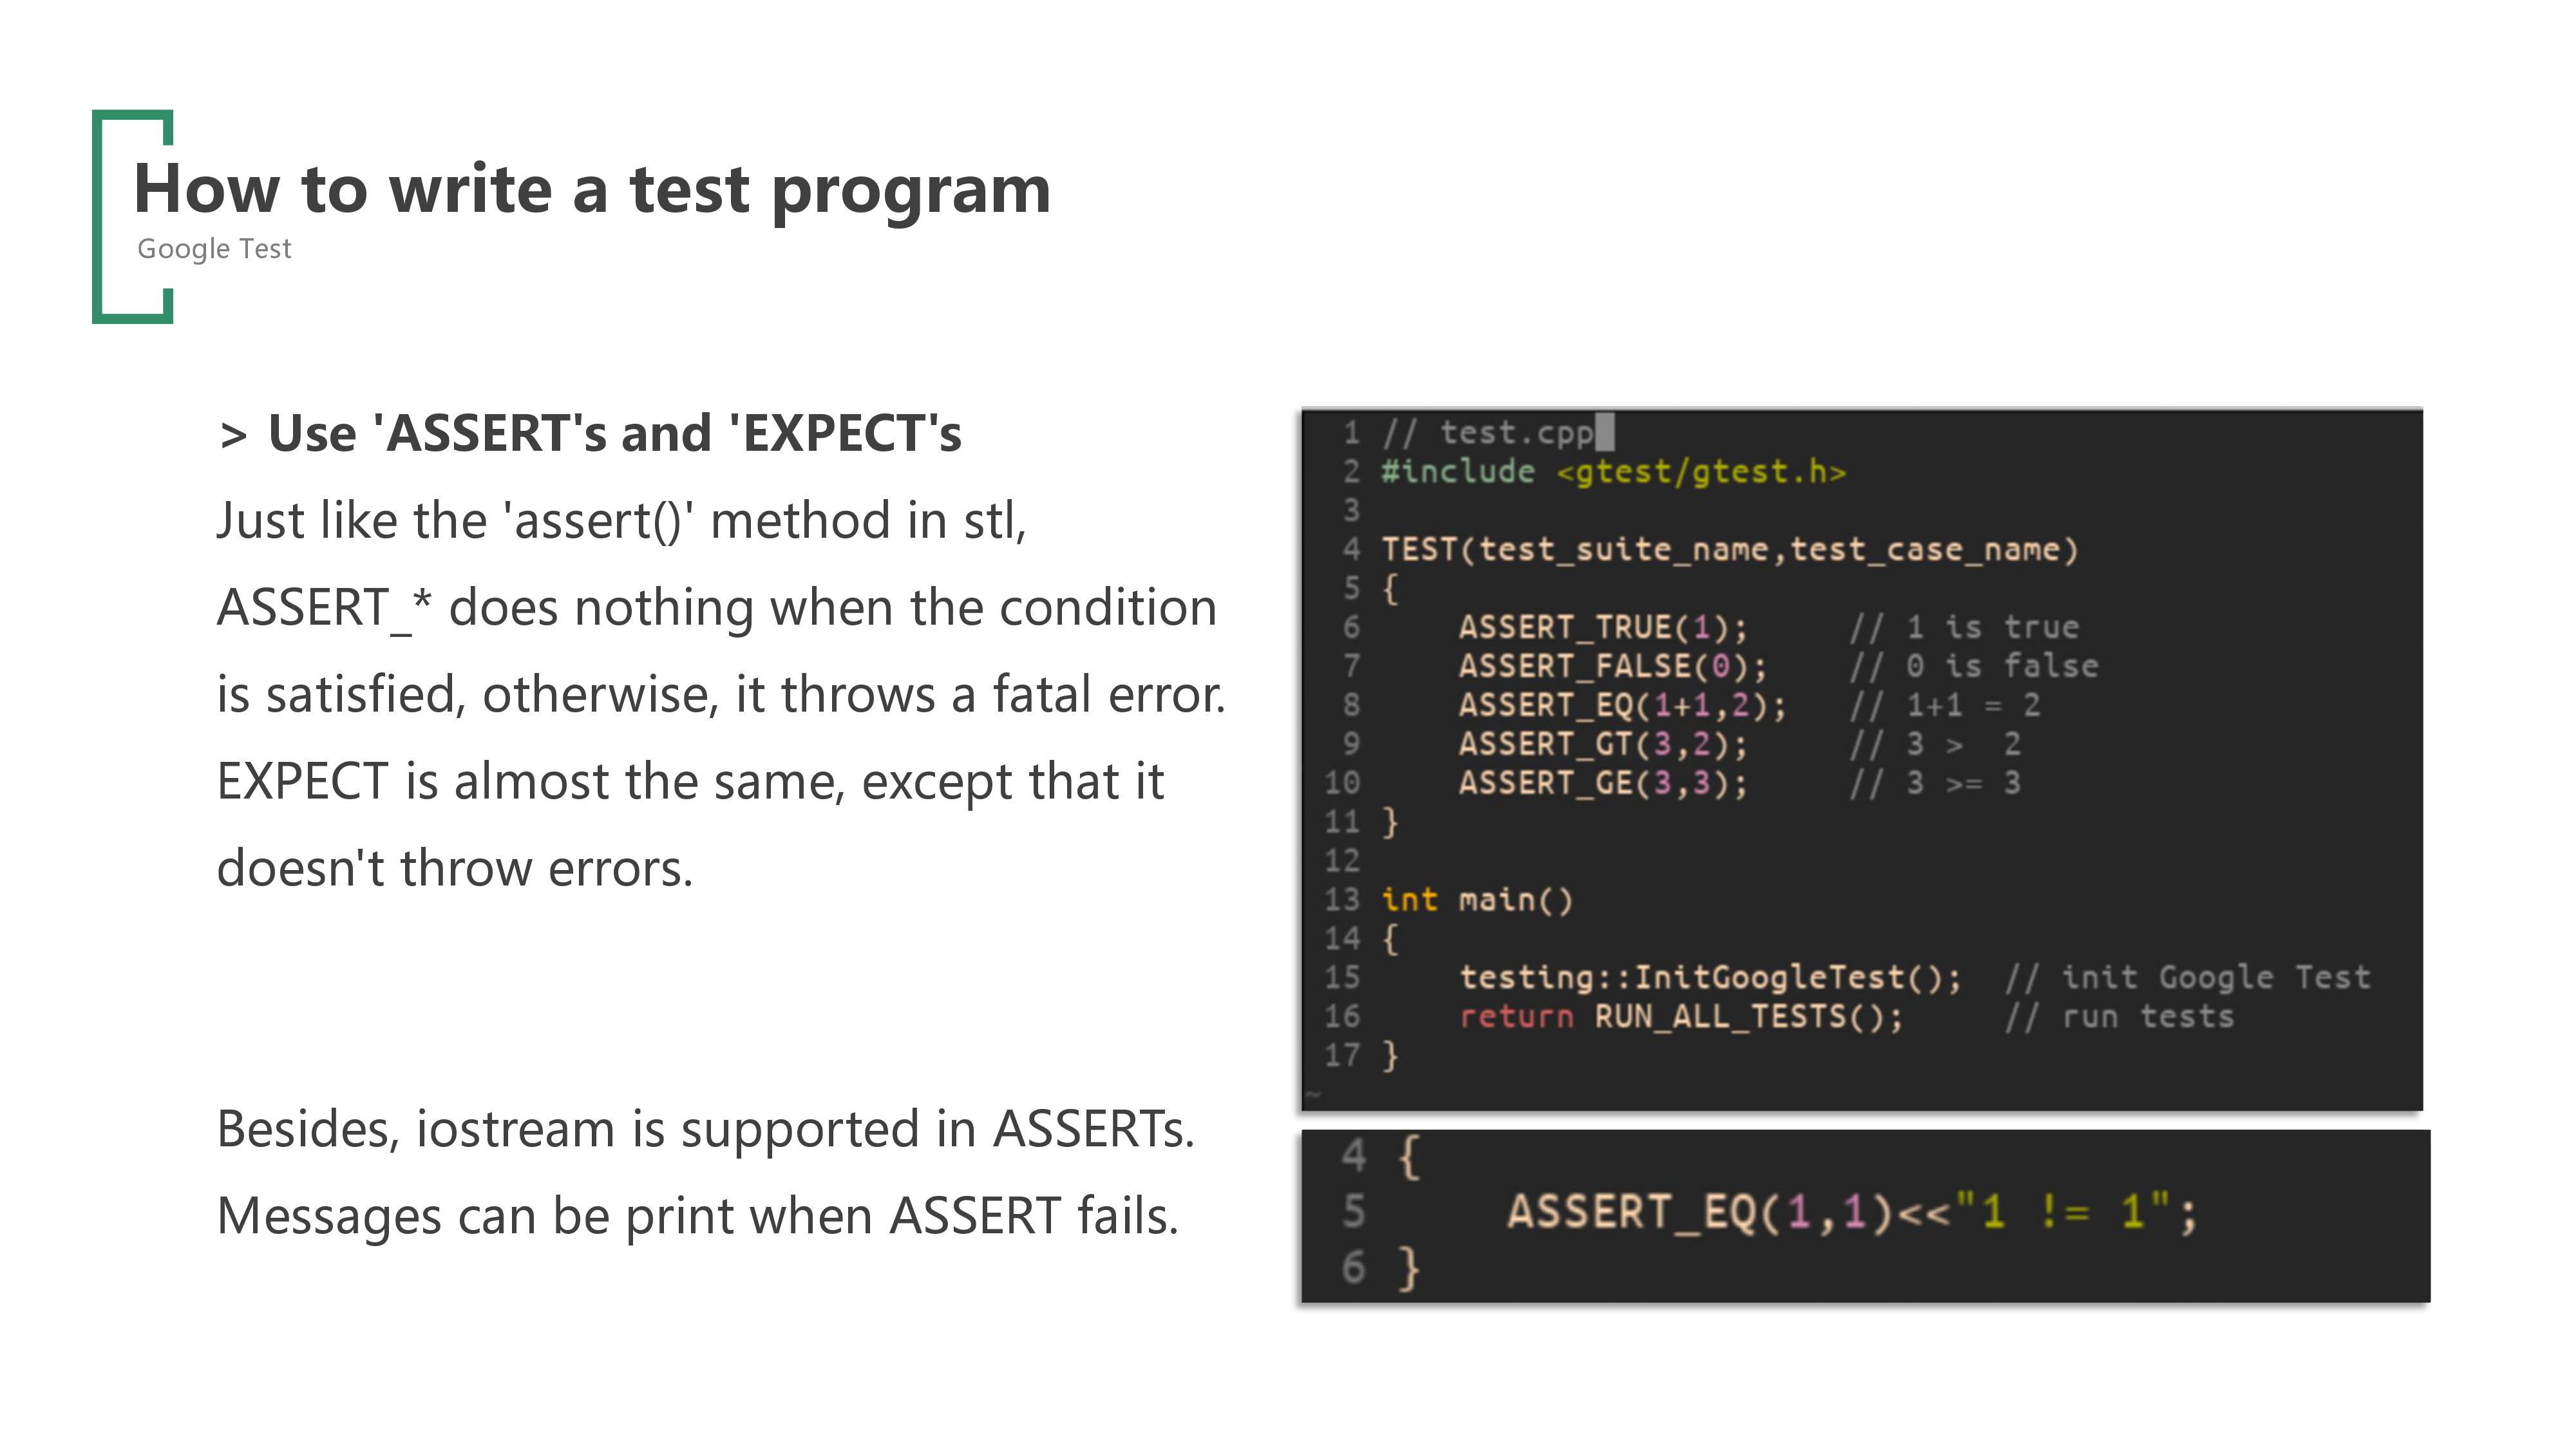 How to write a test program
Google Test
> Use 'ASSERT's and 'EXPECT's
Just like the 'assert()' method in stl,
ASSERT_* does nothing when the condition
is satisfied, otherwise, it throws a fatal error.
EXPECT is almost the same, except that it
doesn't throw errors.
Besides, iostream is supported in ASSERTs.
Messages can be print when ASSERT fails.
1 // test.cpp
2 #include <gtest/gtest.h>
3
4 TEST(test_suite_name,test_case_name)
5 {
6     ASSERT_TRUE(1);     // 1 is true
7     ASSERT_FALSE(0);    // 0 is false
8     ASSERT_EQ(1+1,2);   // 1+1 = 2
9     ASSERT_GT(3,2);     // 3 >  2
10     ASSERT_GE(3,3);     // 3 >= 3
11 }
12
13 int main()
14 {
15     testing::InitGoogleTest();  // init Google Test
16     return RUN_ALL_TESTS();     // run tests
17 }
~
4 {
5     ASSERT_EQ(1,1)<<"1 != 1";
6 }